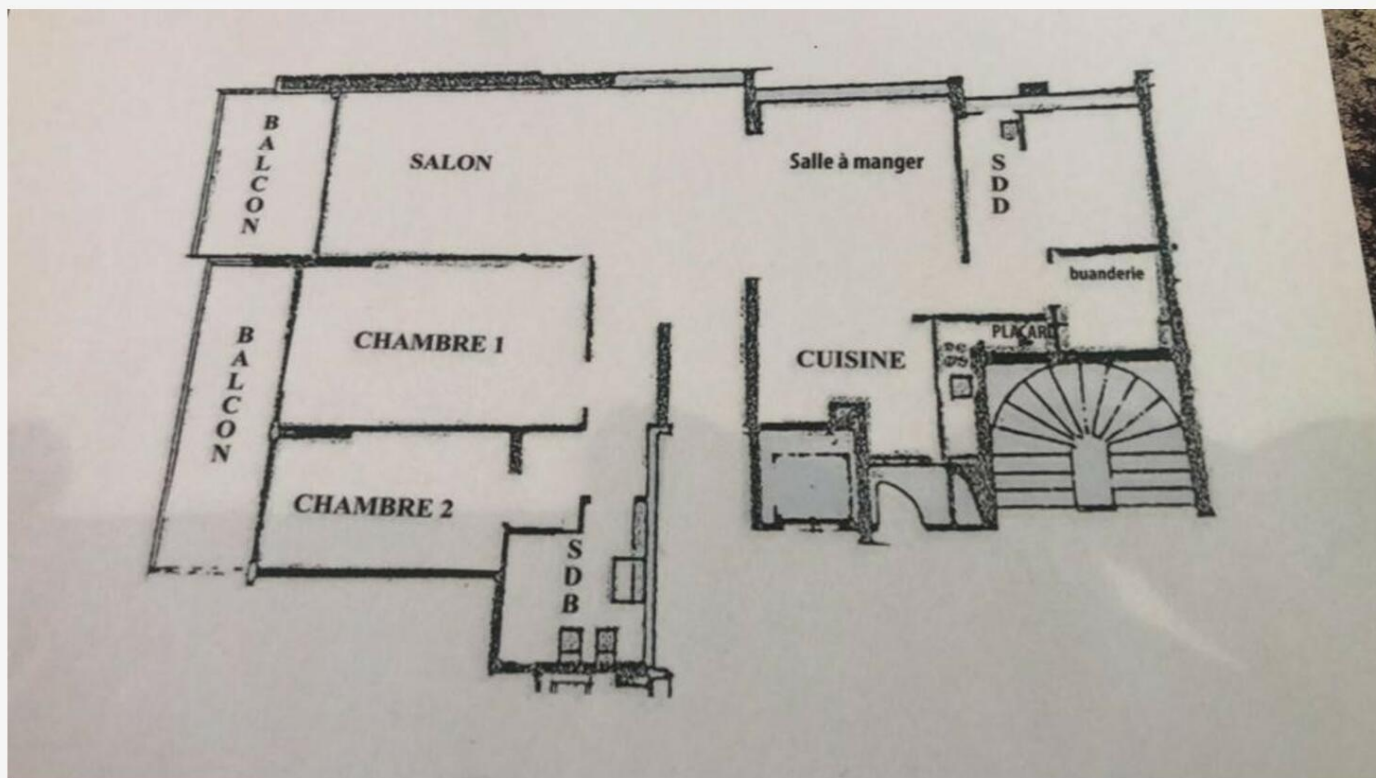 BALCON
SALON
Salle à manger
SDD
buanderie
BALCON
CHAMBRE 1
CUISINE
PLACARD
CHAMBRE 2
SDB